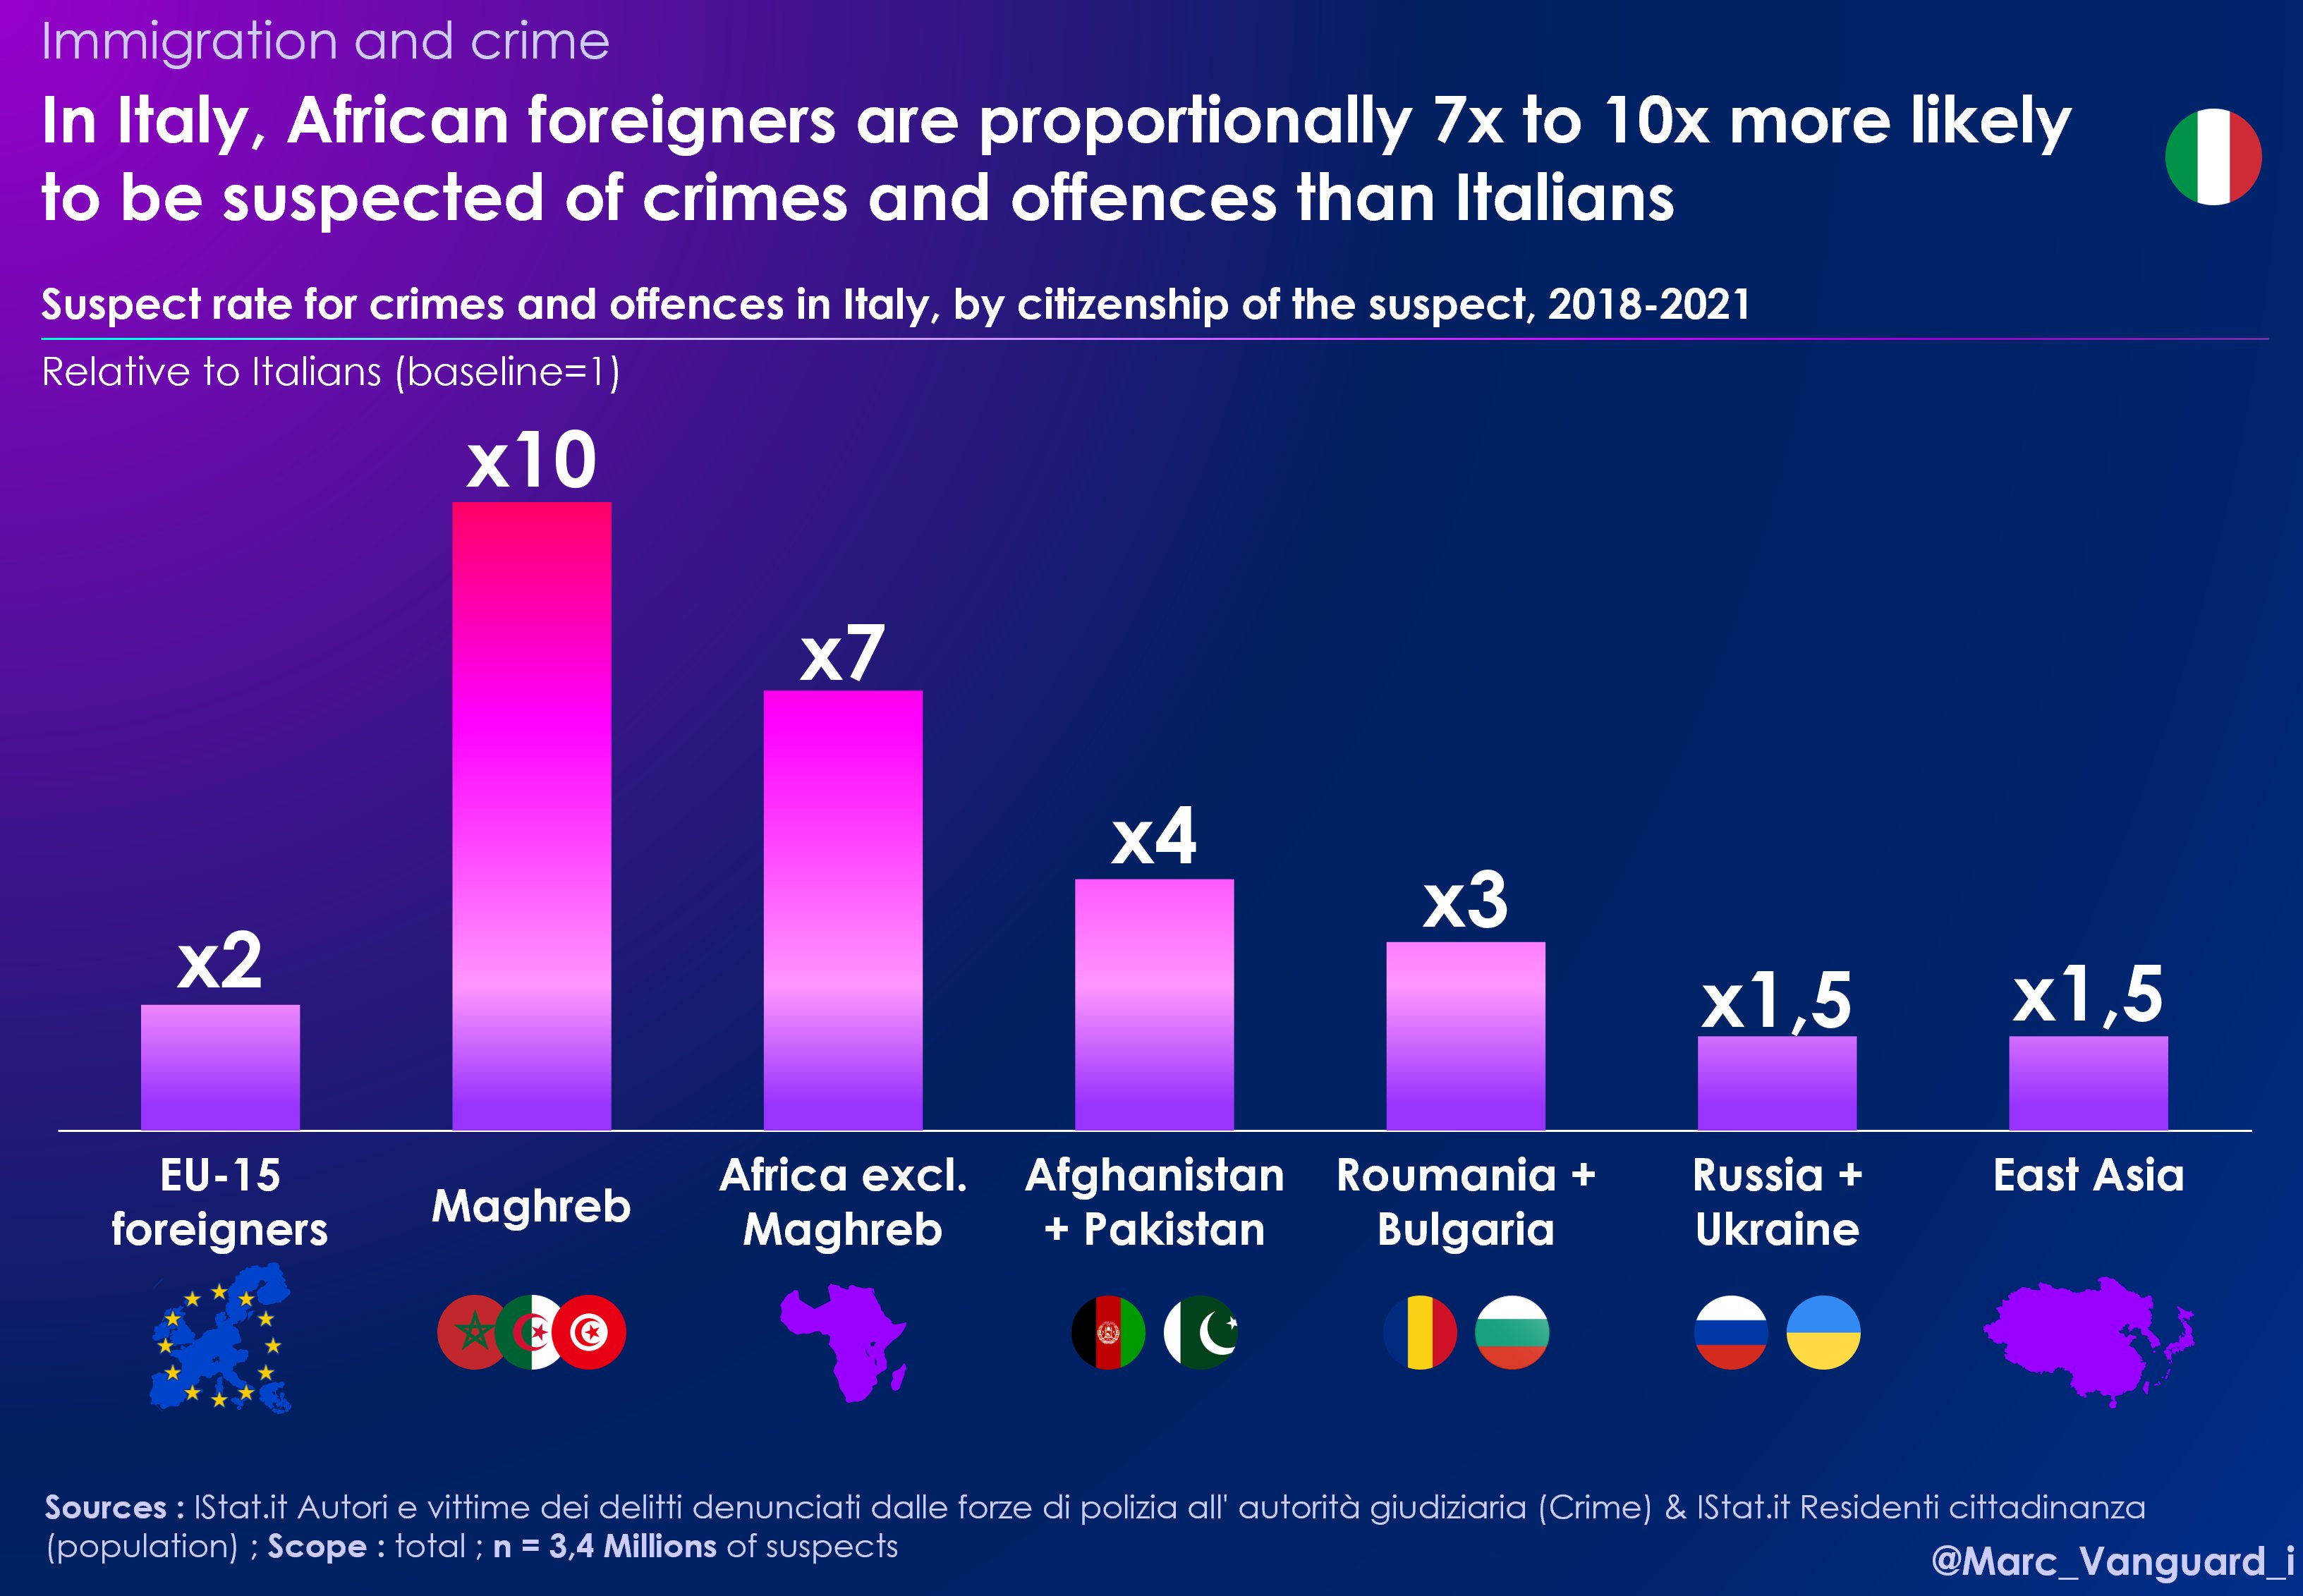 Immigration and crime
In Italy, African foreigners are proportionally 7x to 10x more likely
to be suspected of crimes and offences than Italians
Suspect rate for crimes and offences in Italy, by citizenship of the suspect, 2018-2021
Relative to Italians (baseline=1)
x2
x10
x7
x4
x3
x1,5
x1,5
EU-15
foreigners
Maghreb
Africa excl.
Maghreb
Afghanistan
+ Pakistan
Roumania +
Bulgaria
Russia +
Ukraine
East Asia
Sources : IStat.it Autori e vittime dei delitti denunciati dalle forze di polizia all' autorità giudiziaria (Crime) & IStat.it Residenti cittadinanza
(population) ; Scope : total ; n = 3,4 Millions of suspects
@Marc_Vanguard_i